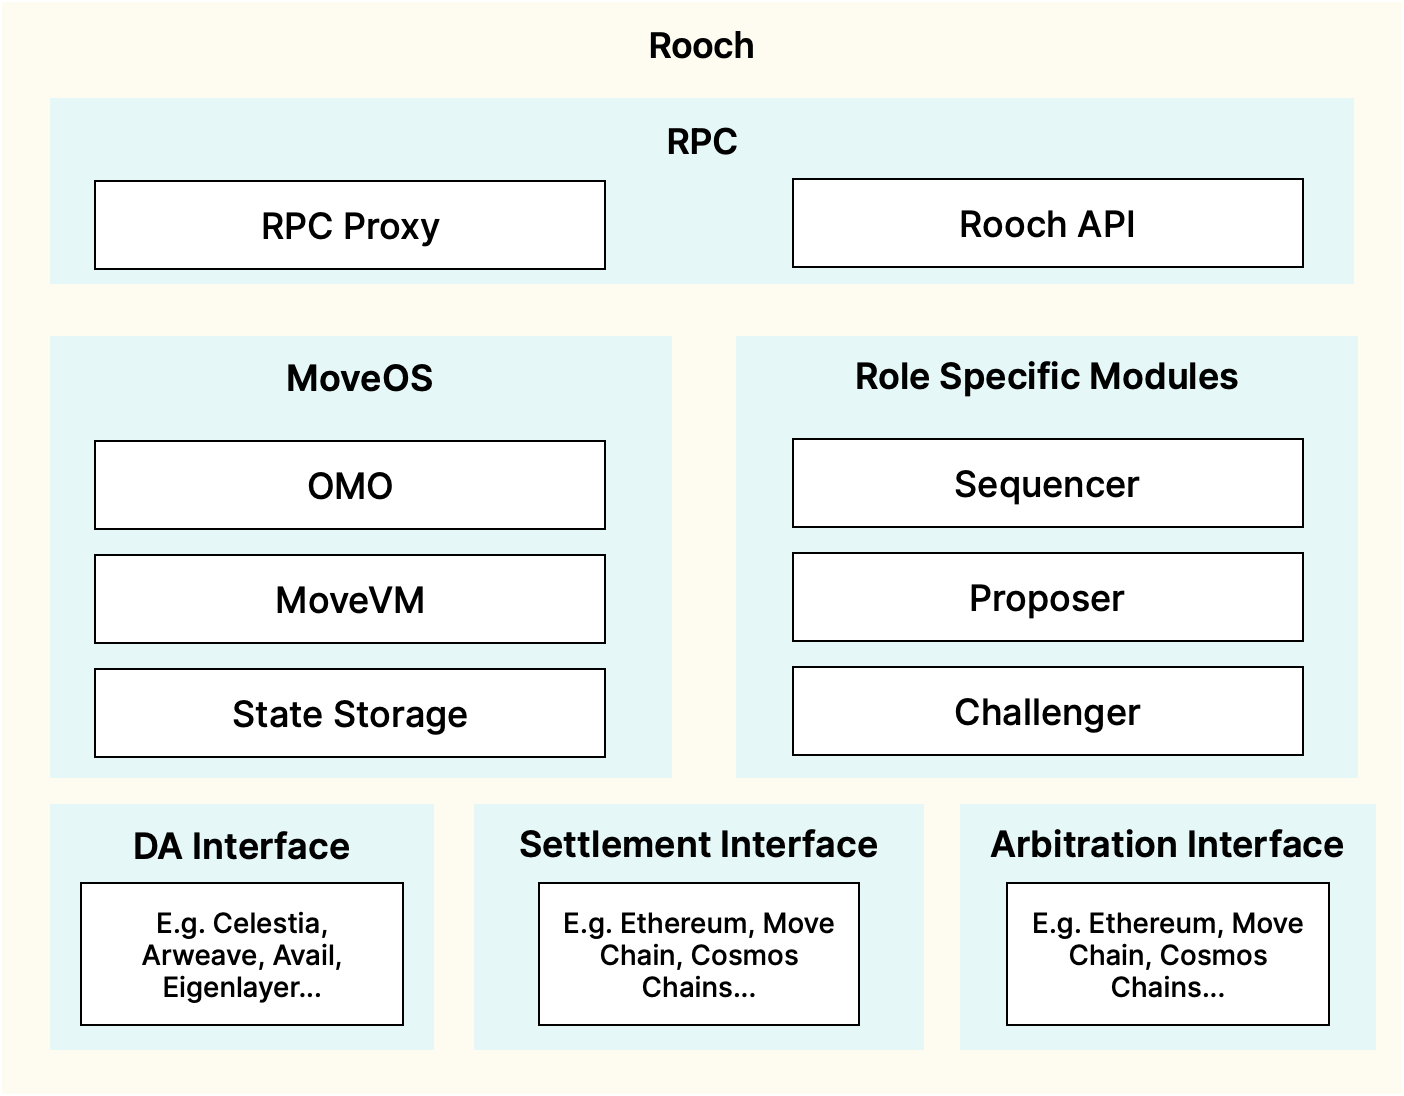 Rooch
RPC
RPC Proxy
Rooch API
MoveOS
OMO
MoveVM
State Storage
Role Specific Modules
Sequencer
Proposer
Challenger
DA Interface
E.g. Celestia,
Arweave, Avail,
Eigenlayer...
Settlement Interface
E.g. Ethereum, Move
Chain, Cosmos
Chains...
Arbitration Interface
E.g. Ethereum, Move
Chain, Cosmos
Chains...